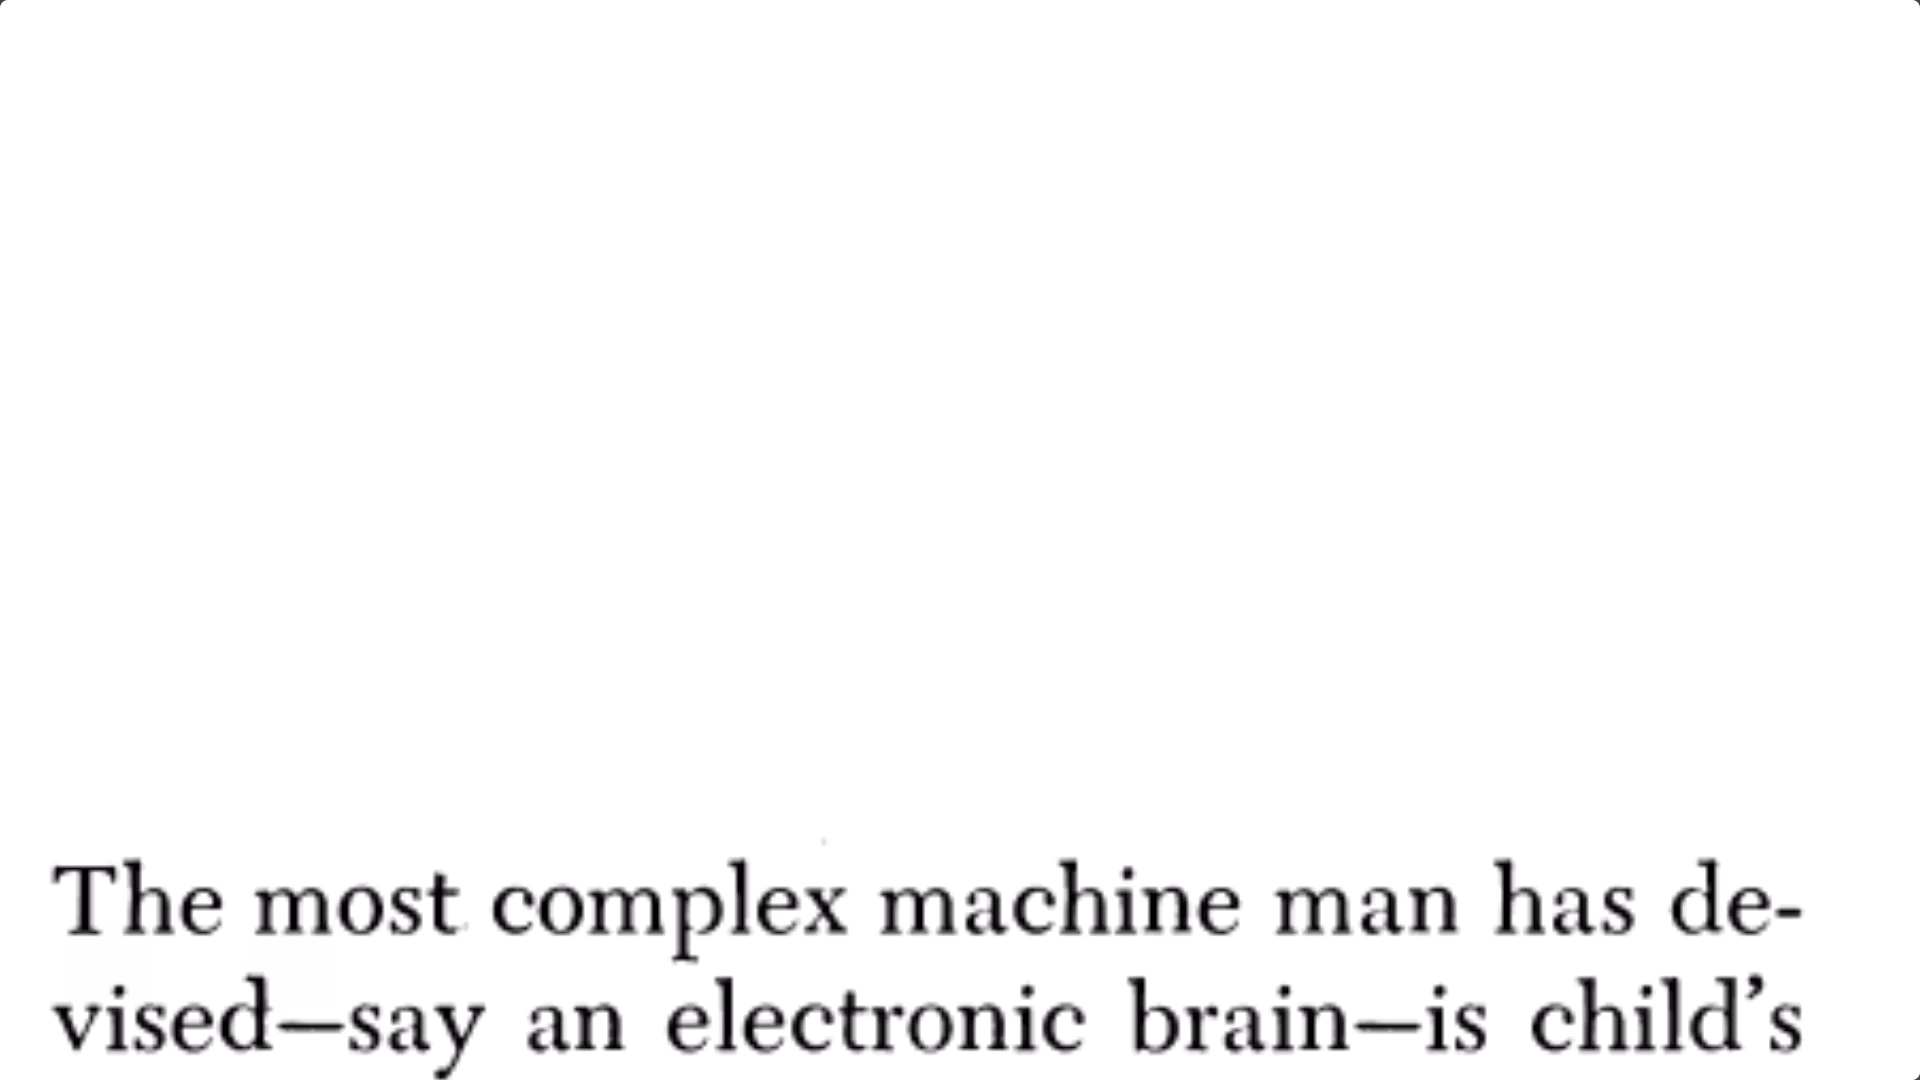 The most complex machine man has de-
vised—say an electronic brain—is child’s